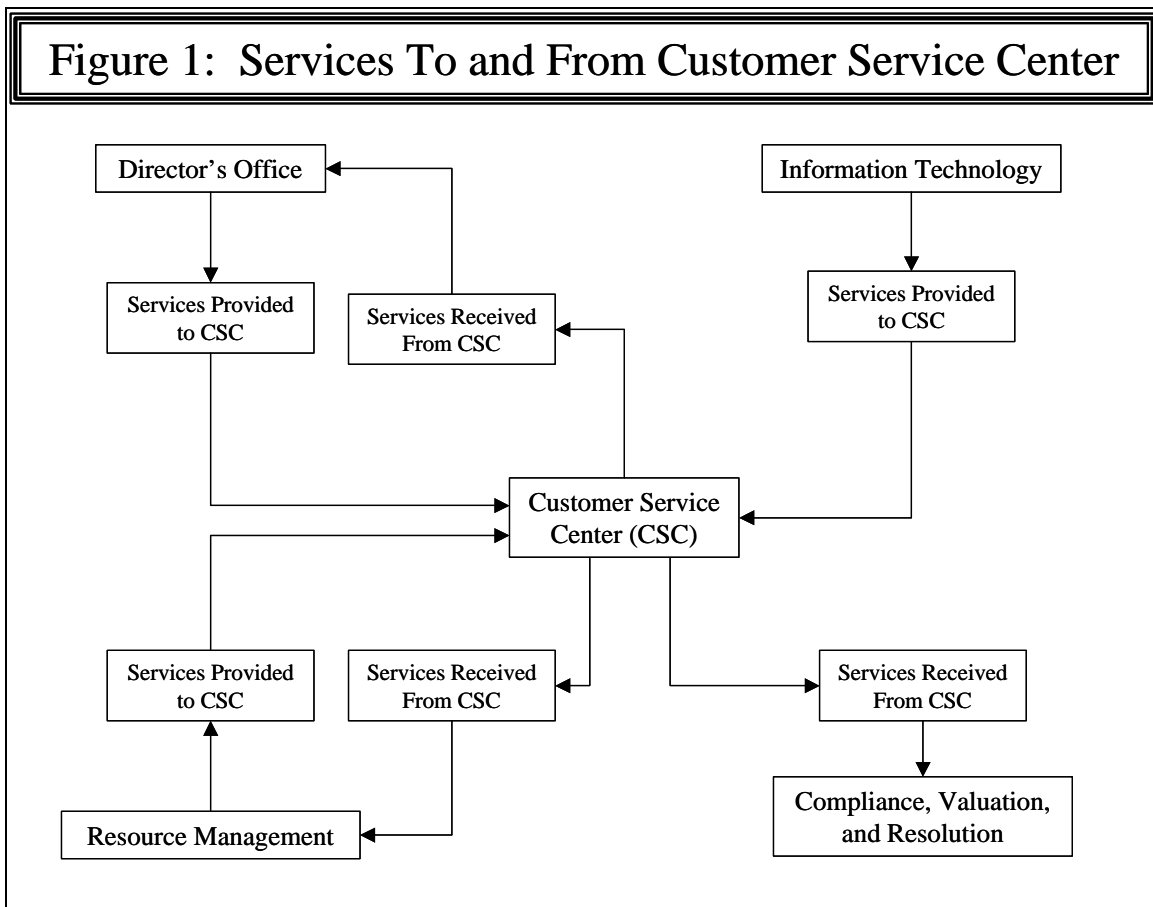 Figure 1:  Services To and From Customer Service Center
Director’s Office
Information Technology
Services Provided
to CSC
Services Received
From CSC
Services Provided
to CSC
Customer Service
Center (CSC)
Services Provided
to CSC
Services Received
From CSC
Services Received
From CSC
Resource Management
Compliance, Valuation,
and Resolution